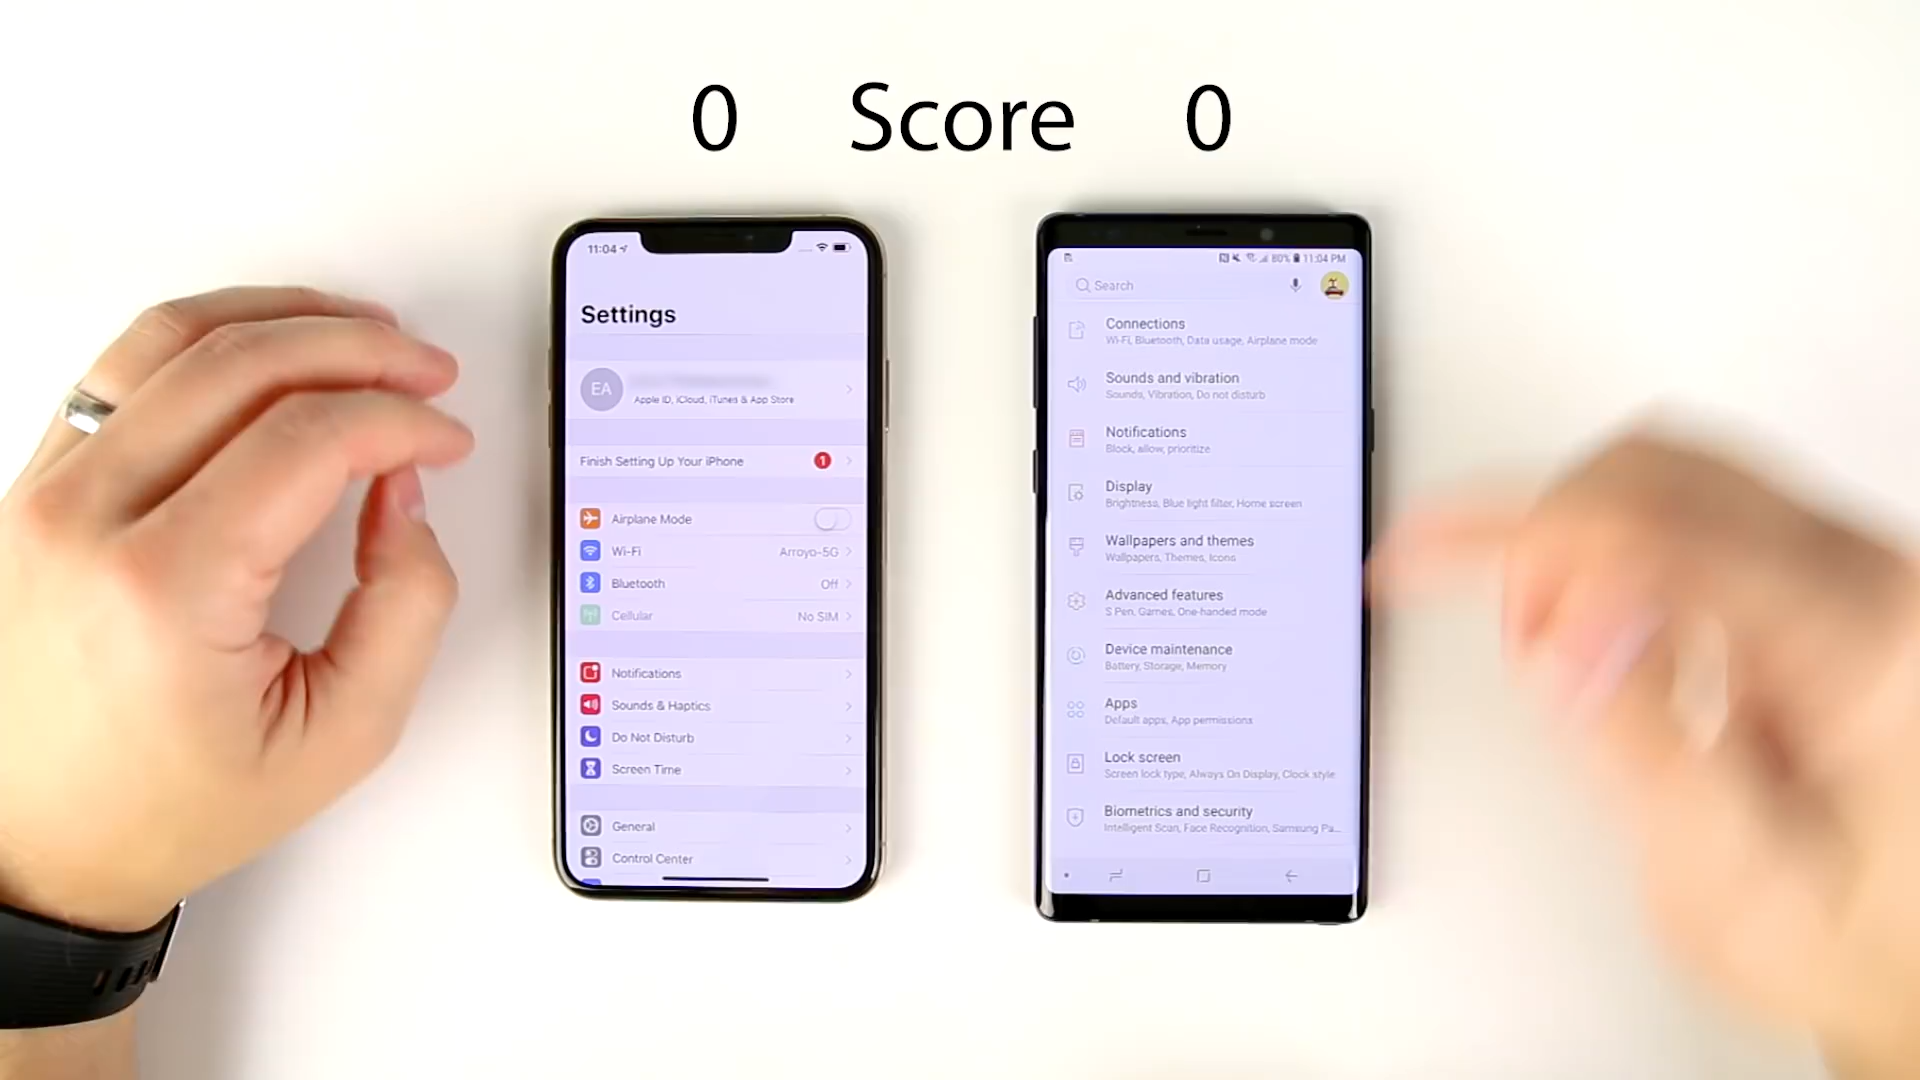 0 Score 0
11:04
Settings
EA
Apple ID, iCloud, iTunes & App Store
Finish Setting Up Your iPhone 1
Airplane Mode
Wi-Fi Arroyo-5G
Bluetooth Off
Cellular No SIM
Notifications
Sounds & Haptics
Do Not Disturb
Screen Time
General
Control Center
80% 11:04 PM
Search
Connections
Wi-Fi, Bluetooth, Data usage, Airplane mode
Sounds and vibration
Sounds, Vibration, Do not disturb
Notifications
Block, allow, prioritize
Display
Brightness, Blue light filter, Home screen
Wallpapers and themes
Wallpapers, Themes, Icons
Advanced features
S Pen, Games, One-handed mode
Device maintenance
Battery, Storage, Memory
Apps
Default apps, App permissions
Lock screen
Screen lock type, Always On Display, Clock style
Biometrics and security
Intelligent Scan, Face Recognition, Samsung Pa...